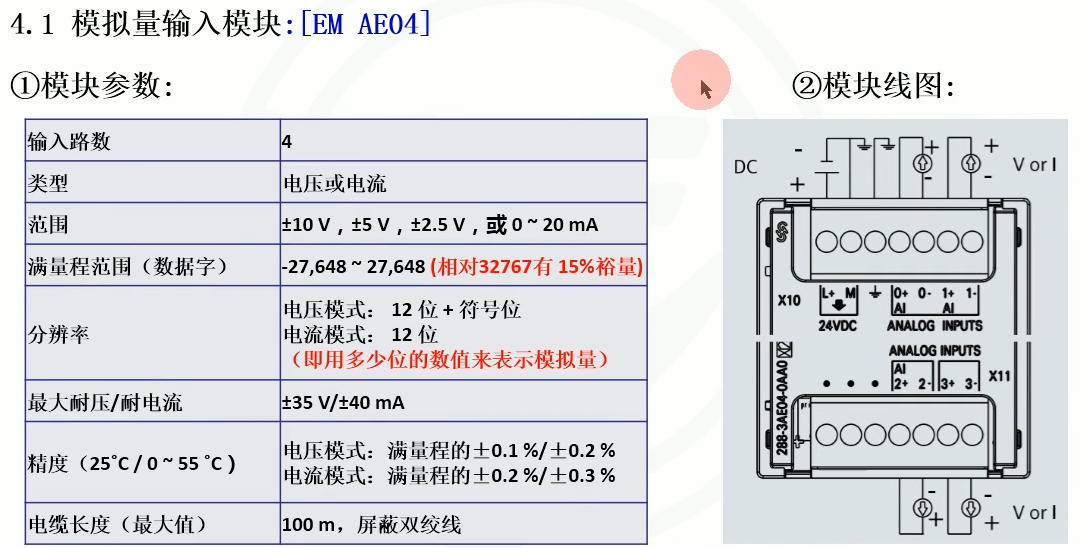 4.1 模拟量输入模块:[EM AE04]
①模块参数:
②模块线图:
输入路数 4
类型 电压或电流
范围 ±10 V，±5 V，±2.5 V，或 0 ~ 20 mA
满量程范围（数据字） -27,648 ~ 27,648 (相对32767有 15%裕量)
分辨率
电压模式： 12 位 + 符号位
电流模式： 12 位
（即用多少位的数值来表示模拟量）
最大耐压/耐电流 ±35 V/±40 mA
精度（25°C / 0 ~ 55 °C )
电压模式：满量程的±0.1 %/±0.2 %
电流模式：满量程的±0.2 %/±0.3 %
电缆长度（最大值） 100 m，屏蔽双绞线
DC - + + - + - V or I
X10
L+ M 0+ 0- 1+ 1-
AI AI
24VDC ANALOG INPUTS
ANALOG INPUTS
AI
2+ 2- 3+ 3- X11
288-3AE04-0AA0
- + - + V or I